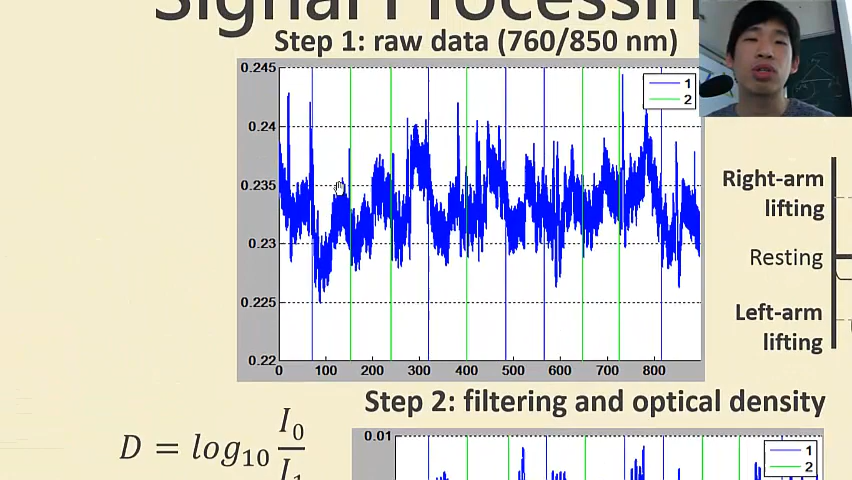 Signal Processin
Step 1: raw data (760/850 nm)
0.245
0.24
0.235
0.23
0.225
0.22
0
100
200
300
400
500
600
700
800
1
2
Right-arm
lifting
Resting
Left-arm
lifting
Step 2: filtering and optical density
D = log₁₀ I₀
I₁
0.01
1
2